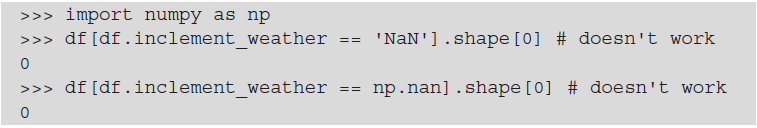 >>> import numpy as np
>>> df[df.inclement_weather == 'NaN'].shape[0] # doesn't work
0
>>> df[df.inclement_weather == np.nan].shape[0] # doesn't work
0